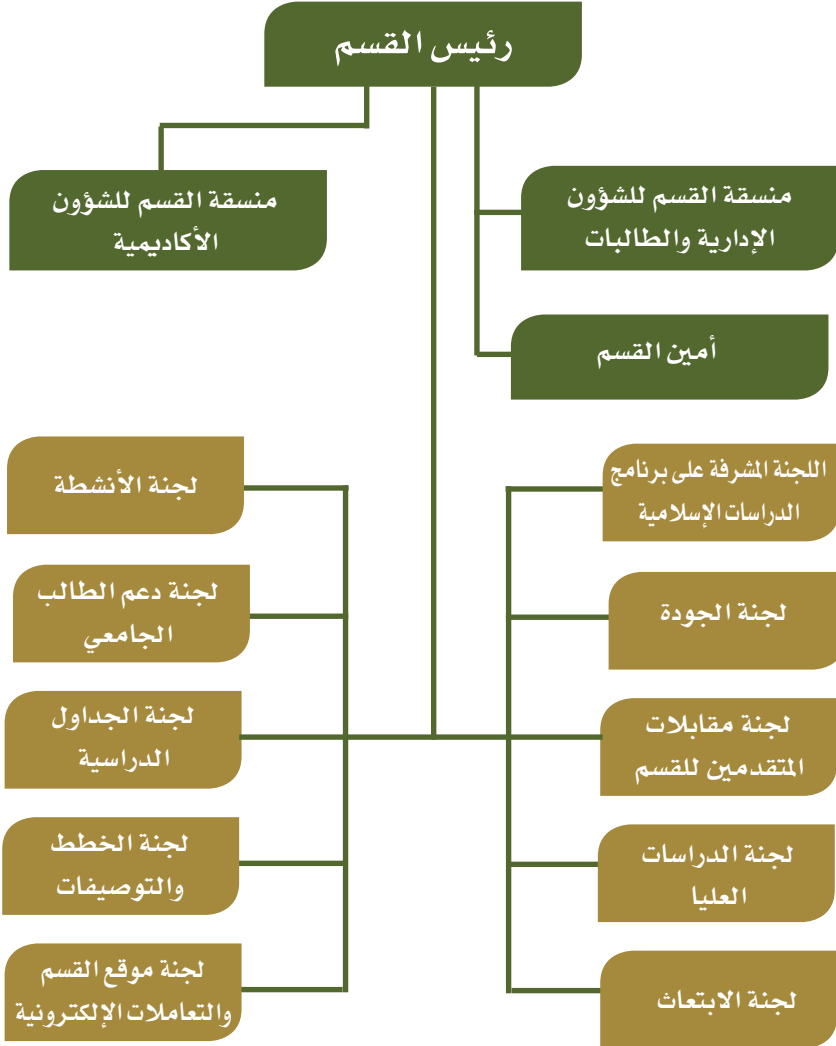 رئيس القسم
منسقة القسم للشؤون
الإدارية والطالبات
منسقة القسم للشؤون
الأكاديمية
أمين القسم
اللجنة المشرفة على برنامج
الدراسات الإسلامية
لجنة الأنشطة
لجنة الجودة
لجنة دعم الطالب
الجامعي
لجنة مقابلات
المتقدمين للقسم
لجنة الجداول
الدراسية
لجنة الدراسات
العليا
لجنة الخطط
والتوصيفات
لجنة الابتعاث
لجنة موقع القسم
والتعاملات الإلكترونية